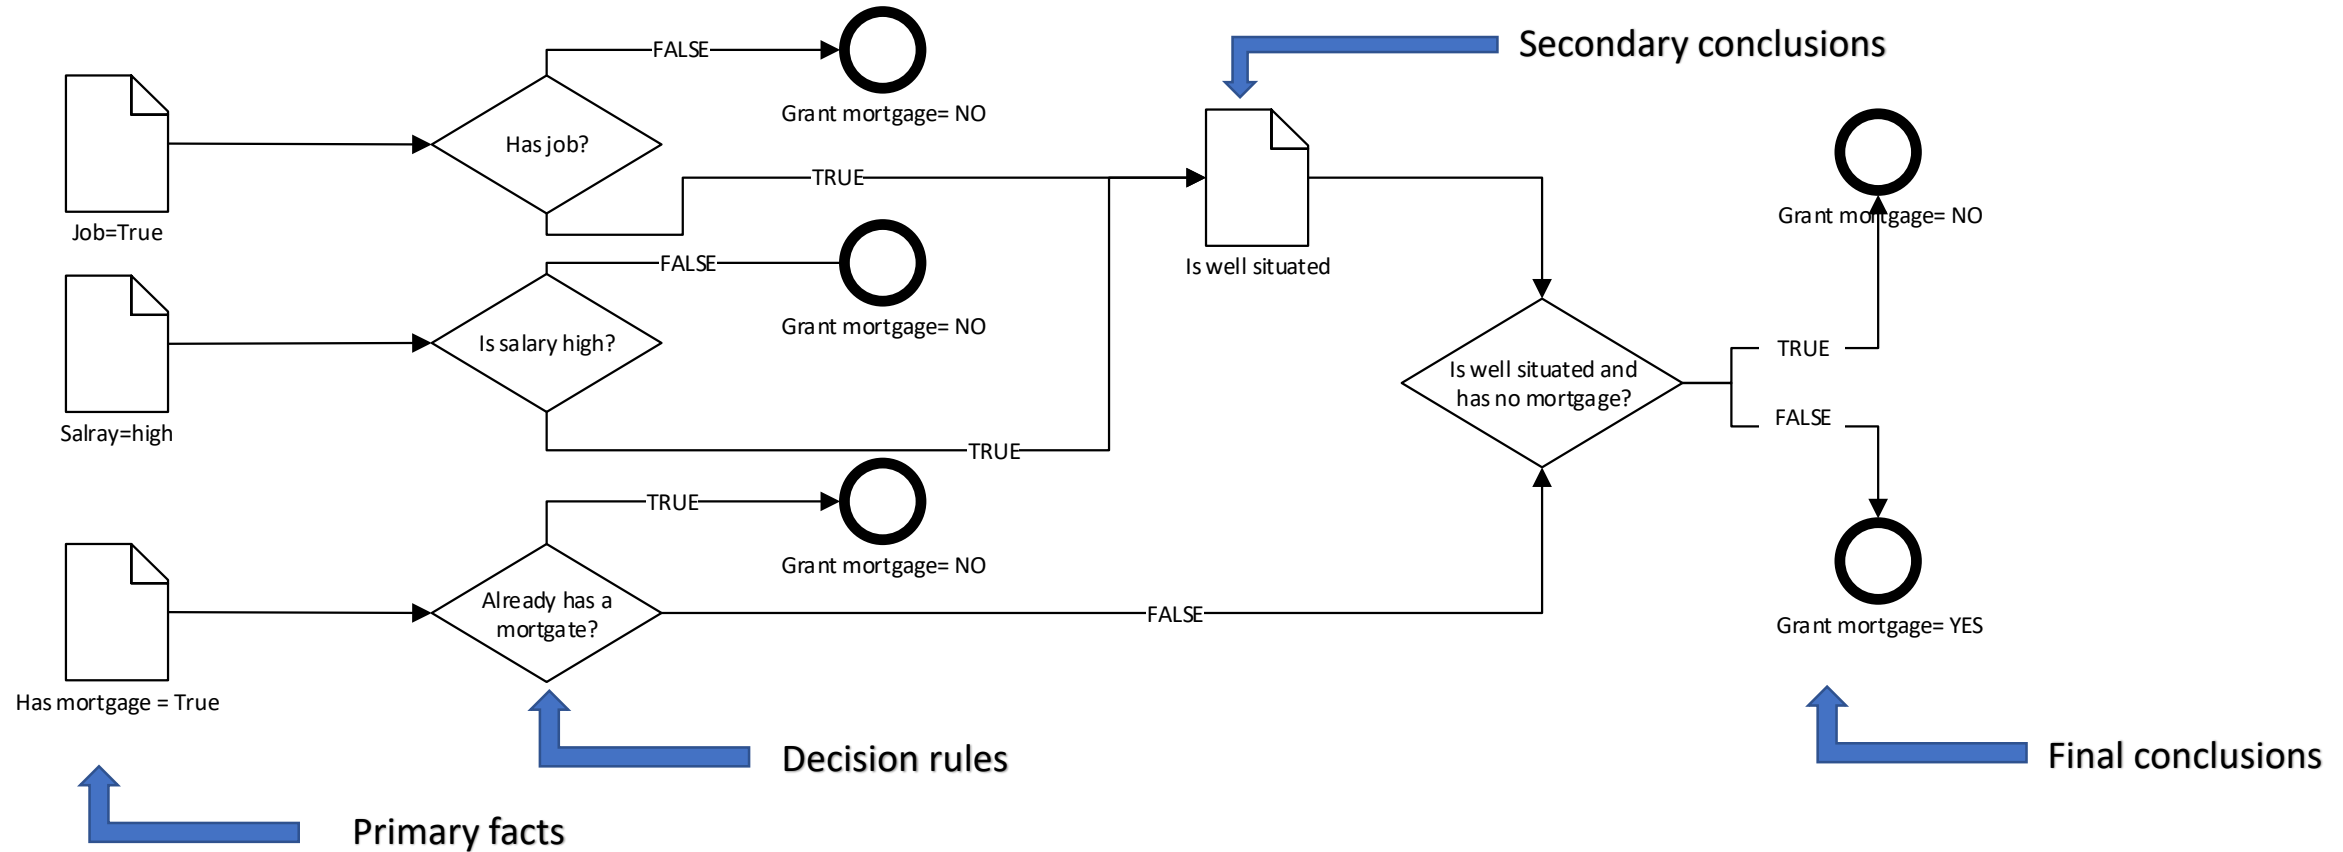 FALSE
Secondary conclusions
Grant mortgage= NO
Has job?
TRUE
Job=True
Grant mortgage= NO
FALSE
Is well situated
Grant mortgage= NO
Is salary high?
TRUE
Is well situated and
has no mortgage?
FALSE
Salray=high
TRUE
TRUE
Grant mortgage= NO
Already has a
mortgate?
FALSE
Grant mortgage= YES
Has mortgage = True
Decision rules
Final conclusions
Primary facts